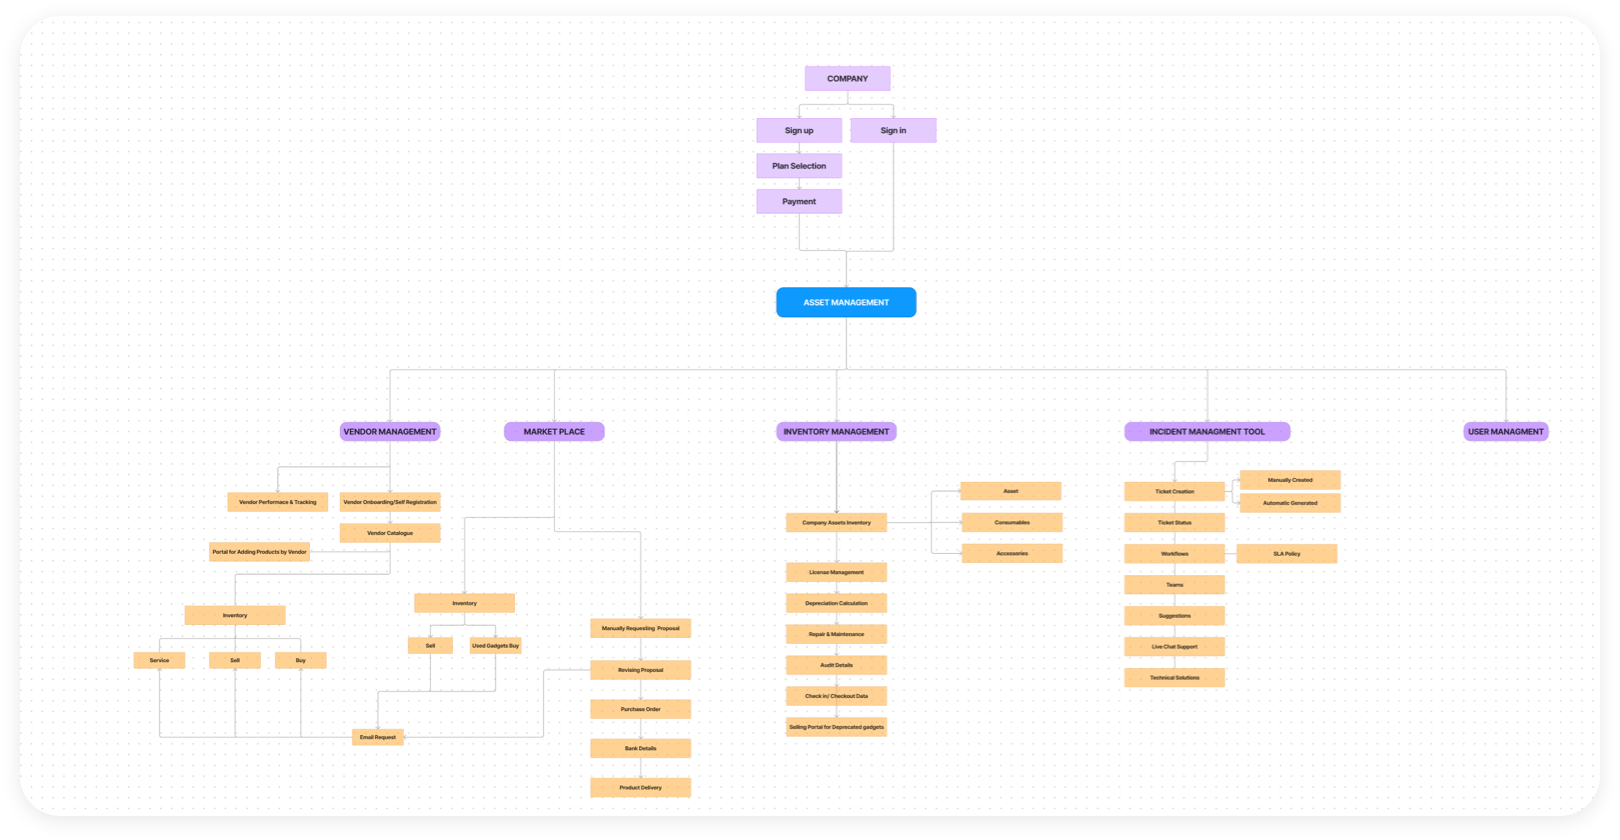 COMPANY
Sign up
Sign in
Plan Selection
Payment
ASSET MANAGEMENT
VENDOR MANAGEMENT
MARKET PLACE
INVENTORY MANAGEMENT
INCIDENT MANAGMENT TOOL
USER MANAGMENT
Vendor Performace & Tracking
Vendor Onboarding/Self Registration
Vendor Catalogue
Portal for Adding Products by Vendor
Inventory
Service
Sell
Buy
Inventory
Sell
Used Gadgets Buy
Email Request
Manually Requesting Proposal
Revising Proposal
Purchase Order
Bank Details
Product Delivery
Company Assets Inventory
Asset
Consumables
Accessories
License Management
Depreciation Calculation
Repair & Maintenance
Audit Details
Check in/ Checkout Data
Selling Portal for Deprecated gadgets
Ticket Creation
Manually Created
Automatic Generated
Ticket Status
Workflows
SLA Policy
Teams
Suggestions
Live Chat Support
Technical Solutions